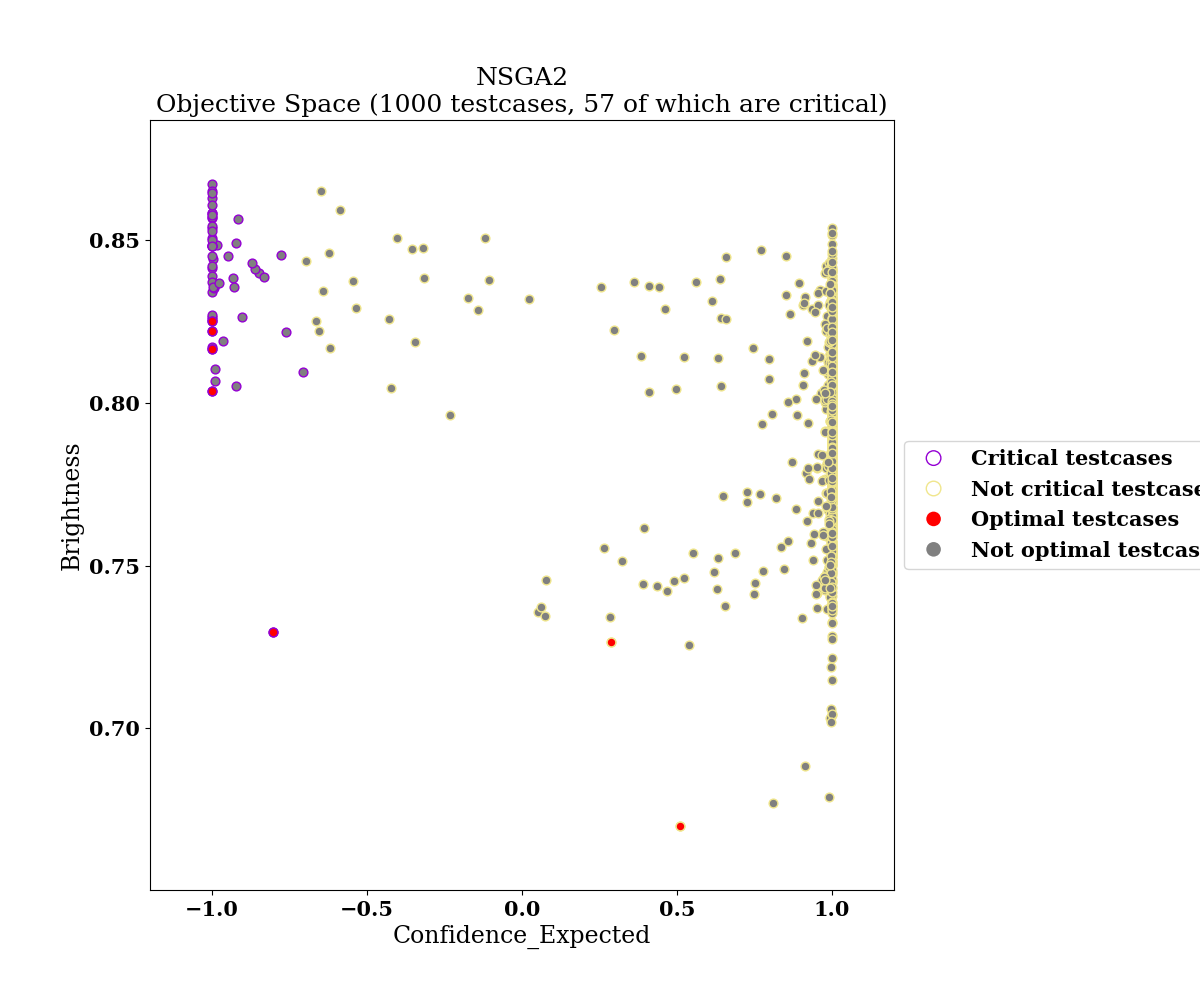 NSGA2
Objective Space (1000 testcases, 57 of which are critical)
0.85
0.80
0.75
0.70
Brightness
−1.0
−0.5
0.0
0.5
1.0
Confidence_Expected
Critical testcases
Not critical testcase
Optimal testcases
Not optimal testcas